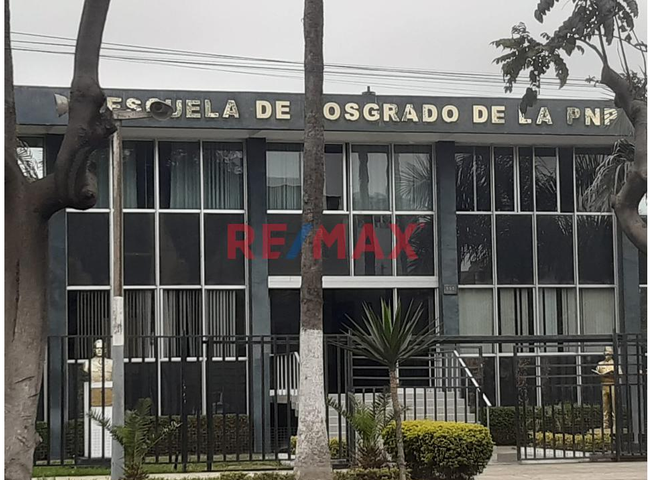 ESCUELA DE POSGRADO DE LA PNP
RE/MAX